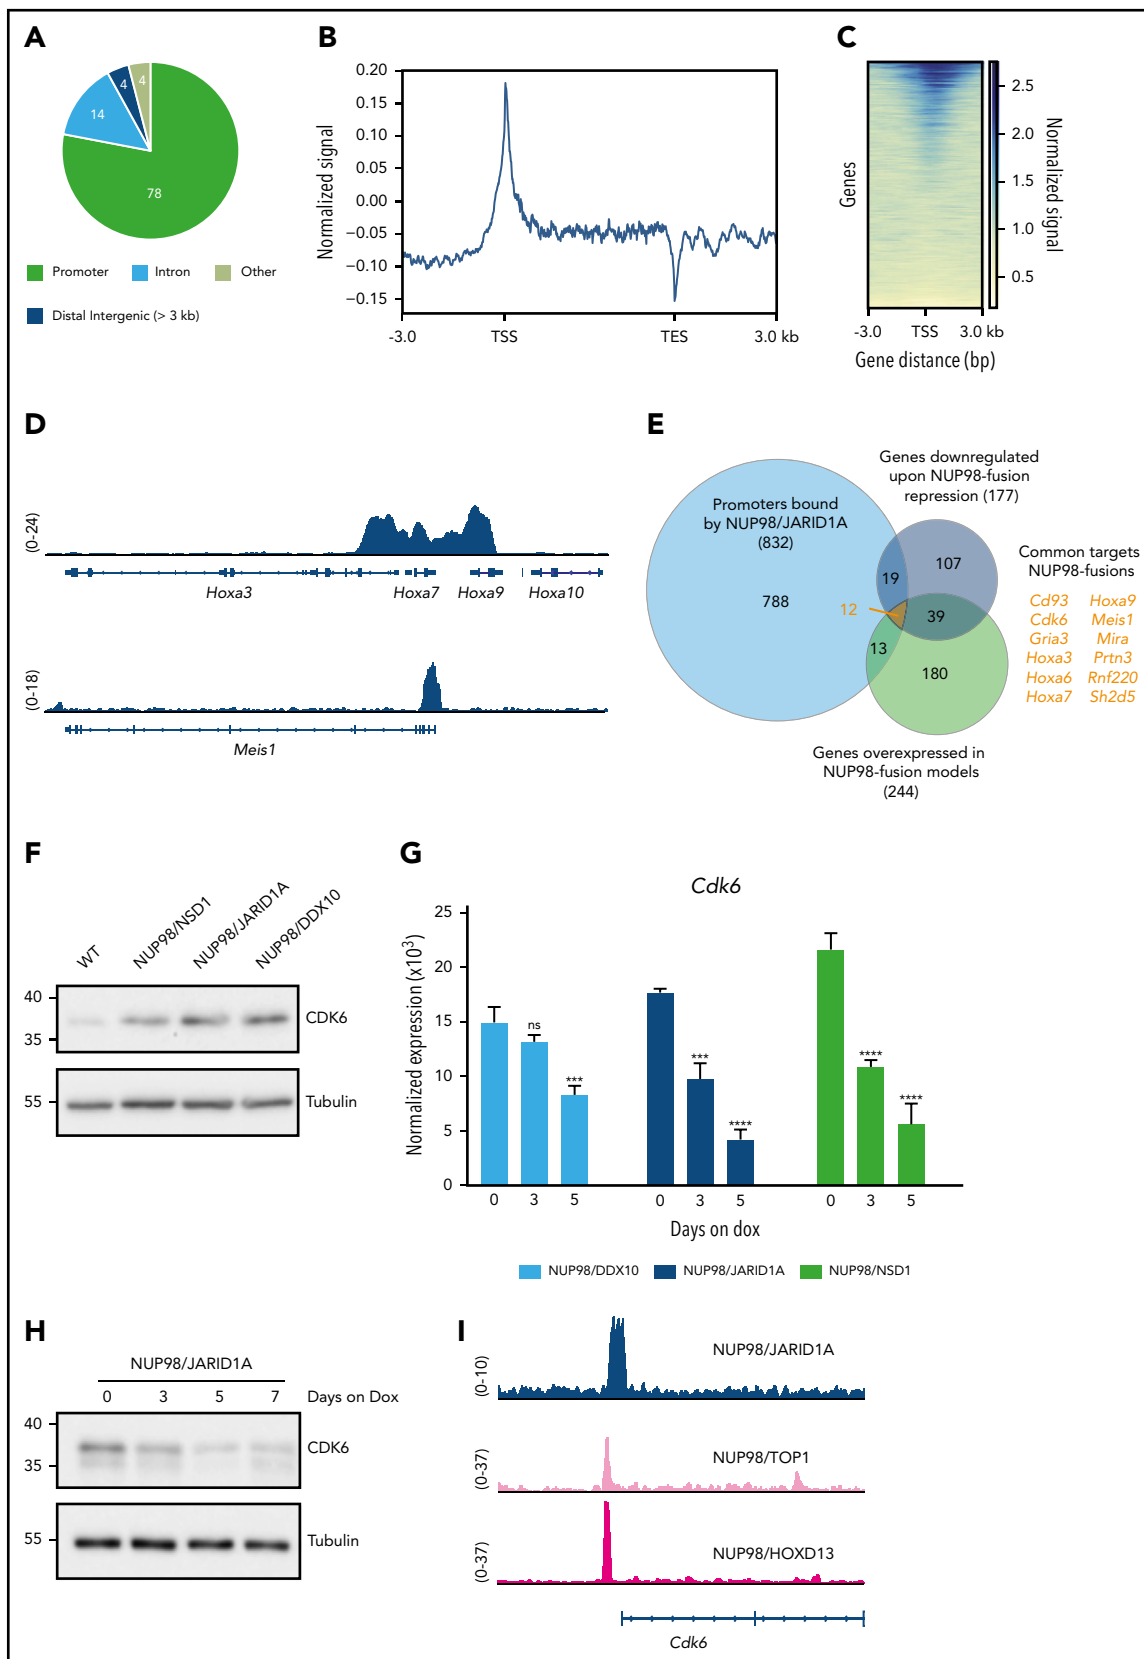 A
4
4
14
78
Promoter
Intron
Other
Distal Intergenic (> 3 kb)
B
Normalized signal
0.20
0.15
0.10
0.05
0.00
−0.05
−0.10
−0.15
-3.0
TSS
TES
3.0 kb
C
Genes
2.5
2.0
1.5
1.0
0.5
Normalized signal
-3.0
TSS
3.0 kb
Gene distance (bp)
D
(0-24)
Hoxa3
Hoxa7
Hoxa9
Hoxa10
(0-18)
Meis1
E
Promoters bound
by NUP98/JARID1A
(832)
Genes downregulated
upon NUP98-fusion
repression (177)
788
19
107
12
39
13
180
Genes overexpressed in
NUP98-fusion models
(244)
Common targets
NUP98-fusions
Cd93 Hoxa9
Cdk6 Meis1
Gria3 Mira
Hoxa3 Prtn3
Hoxa6 Rnf220
Hoxa7 Sh2d5
F
WT
NUP98/NSD1
NUP98/JARID1A
NUP98/DDX10
40
35
CDK6
55
Tubulin
G
Cdk6
Normalized expression (x10³)
25
20
15
10
5
0
ns
***
***
****
****
****
0
3
5
0
3
5
0
3
5
Days on dox
NUP98/DDX10
NUP98/JARID1A
NUP98/NSD1
H
NUP98/JARID1A
0
3
5
7
Days on Dox
40
35
CDK6
55
Tubulin
I
(0-10)
NUP98/JARID1A
(0-37)
NUP98/TOP1
(0-37)
NUP98/HOXD13
Cdk6